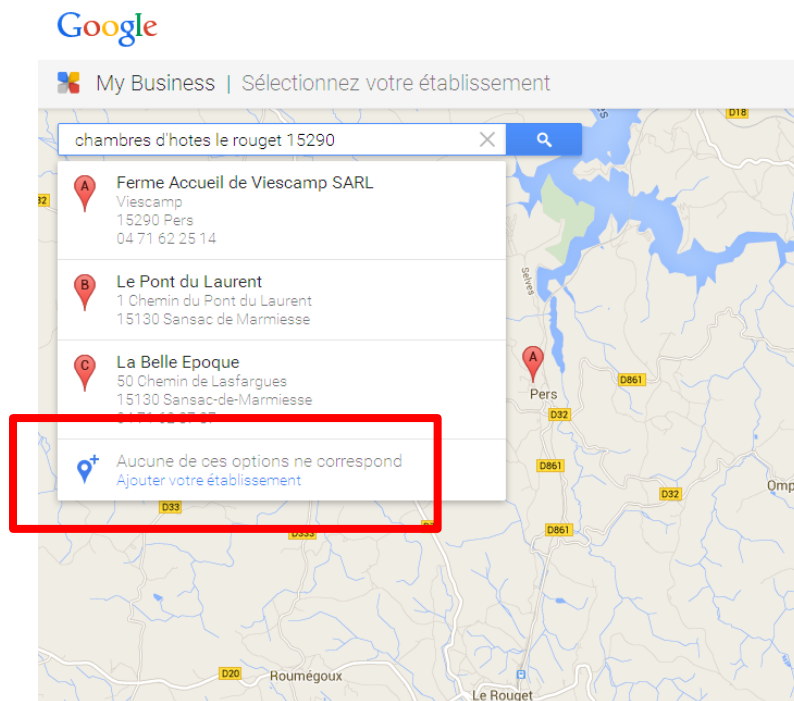 Google
My Business | Sélectionnez votre établissement
chambres d'hotes le rouget 15290
A
Ferme Accueil de Viescamp SARL
Viescamp
15290 Pers
04 71 62 25 14
B
Le Pont du Laurent
1 Chemin du Pont du Laurent
15130 Sansac de Marmiesse
C
La Belle Epoque
50 Chemin de Lasfargues
15130 Sansac-de-Marmiesse
Aucune de ces options ne correspond
Ajouter votre établissement
D18
32
Selves
A
Pers
D861
D32
D861
D32
Omp
D33
D861
D333
D20
Roumégoux
Le Rouget